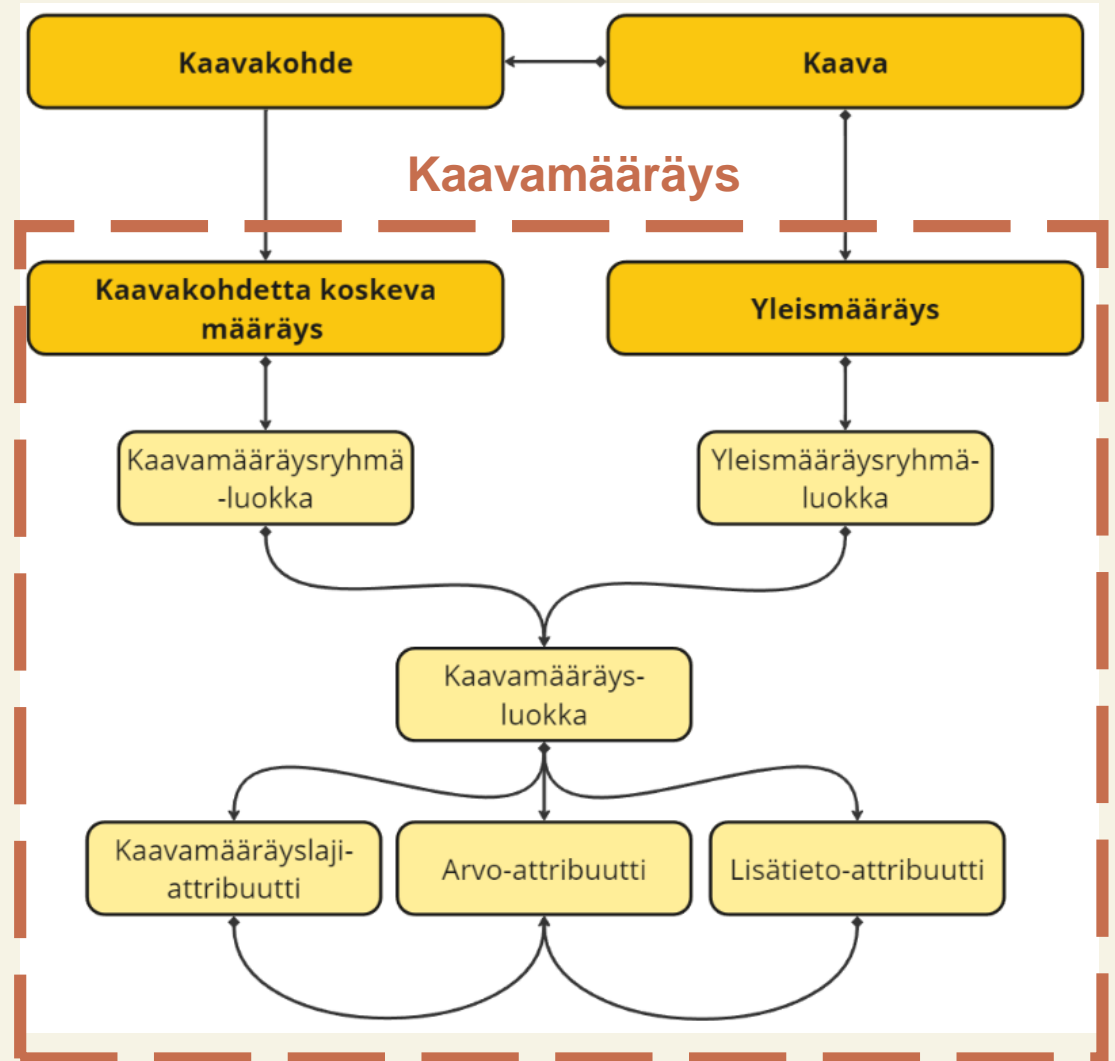 Kaavakohde
Kaava
Kaavamääräys
Kaavakohdetta koskeva
määräys
Yleismääräys
Kaavamääräysryhmä
-luokka
Yleismääräysryhmä-
luokka
Kaavamääräys-
luokka
Kaavamääräyslaji-
attribuutti
Arvo-attribuutti
Lisätieto-attribuutti